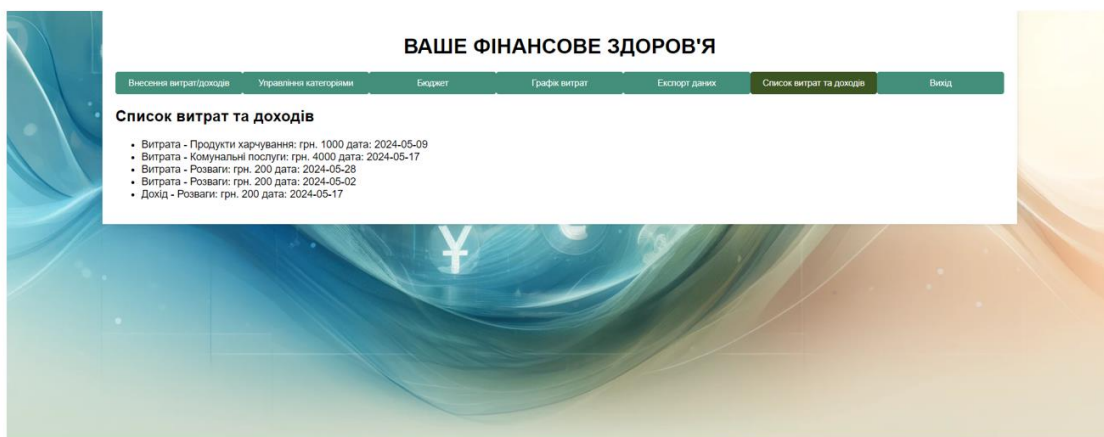 ВАШЕ ФІНАНСОВЕ ЗДОРОВ'Я
Внесення витрат/доходів Управління категоріями Бюджет Графік витрат Експорт даних Список витрат та доходів Вихід
Список витрат та доходів
• Витрата - Продукти харчування: грн. 1000 дата: 2024-05-09
• Витрата - Комунальні послуги: грн. 4000 дата: 2024-05-17
• Витрата - Розваги: грн. 200 дата: 2024-05-28
• Витрата - Розваги: грн. 200 дата: 2024-05-02
• Дохід - Розваги: грн. 200 дата: 2024-05-17
¥